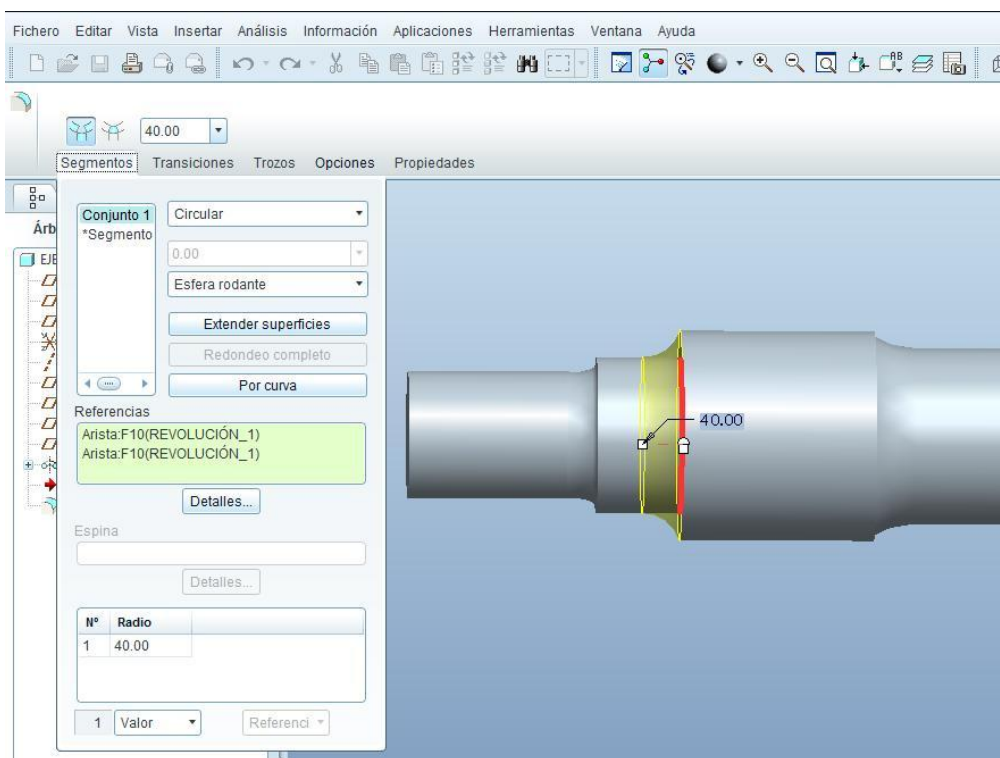 Fichero Editar Vista Insertar Análisis Información Aplicaciones Herramientas Ventana Ayuda
40.00
Segmentos Transiciones Trozos Opciones Propiedades
Árb
EJE
Conjunto 1
*Segmento
Circular
0.00
Esfera rodante
Extender superficies
Redondeo completo
Por curva
Referencias
Arista:F10(REVOLUCIÓN_1)
Arista:F10(REVOLUCIÓN_1)
Detalles...
Espina
Detalles...
Nº Radio
1 40.00
1 Valor Referenci
40.00